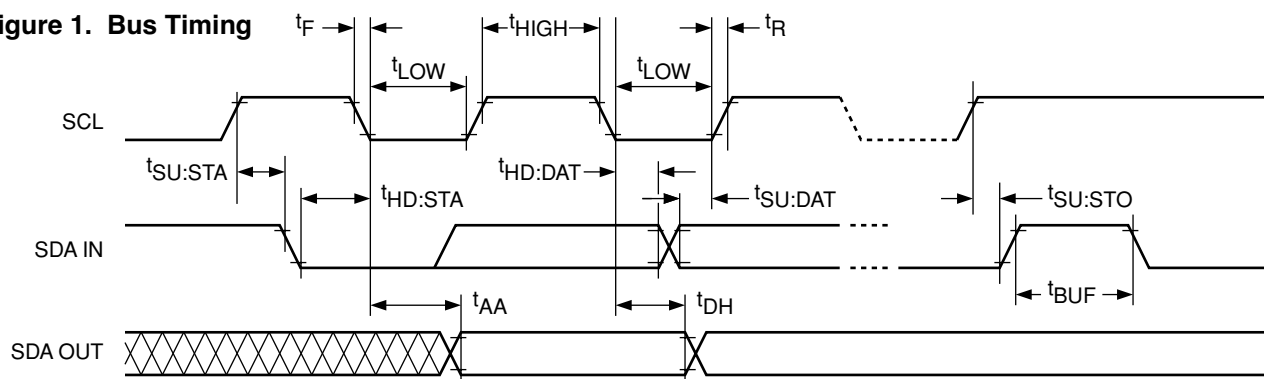 igure 1. Bus Timing
tF
tHIGH
tR
tLOW
tLOW
SCL
tSU:STA
tHD:STA
tHD:DAT
tSU:DAT
tSU:STO
SDA IN
tBUF
tAA
tDH
SDA OUT